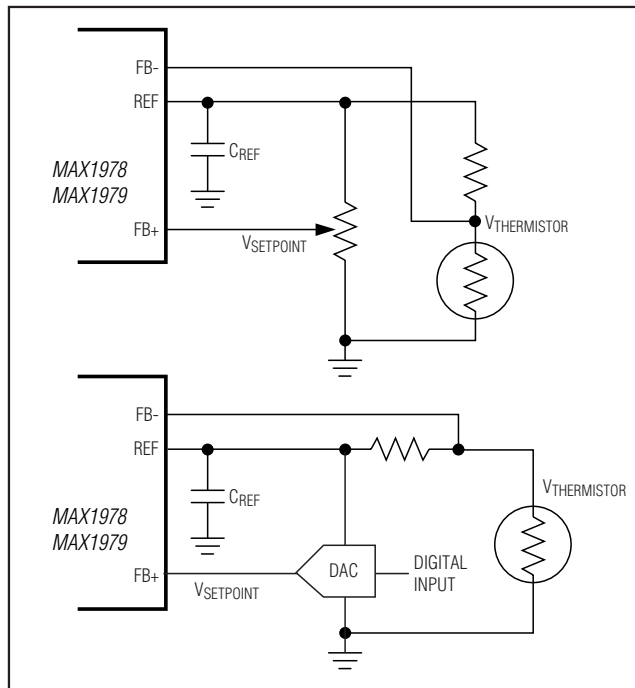 FB-
REF
CREF
MAX1978
MAX1979
FB+
VSETPOINT
VTHERMISTOR
FB-
REF
CREF
VTHERMISTOR
MAX1978
MAX1979
FB+
VSETPOINT
DAC
DIGITAL
INPUT